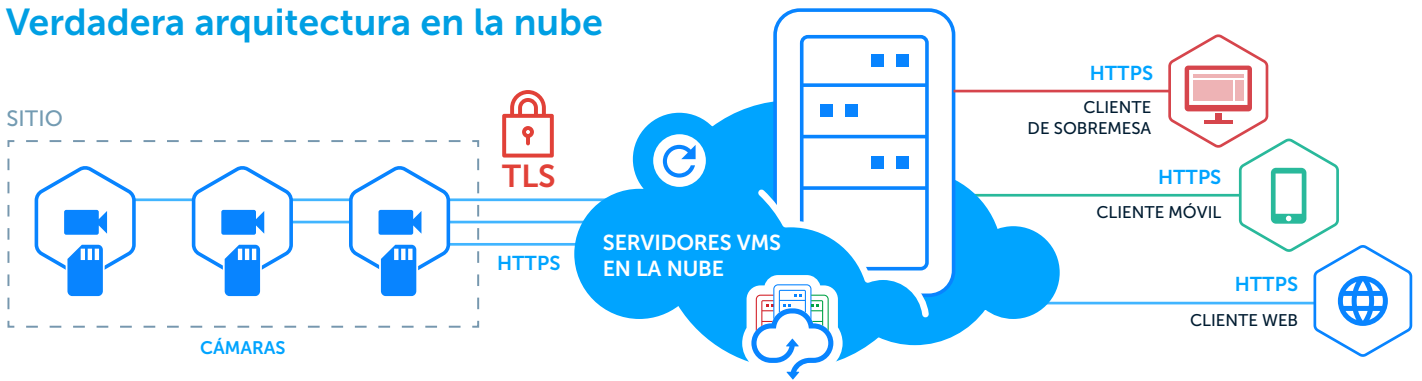 Verdadera arquitectura en la nube
SITIO
CÁMARAS
TLS
HTTPS
SERVIDORES VMS
EN LA NUBE
HTTPS
CLIENTE
DE SOBREMESA
HTTPS
CLIENTE MÓVIL
HTTPS
CLIENTE WEB